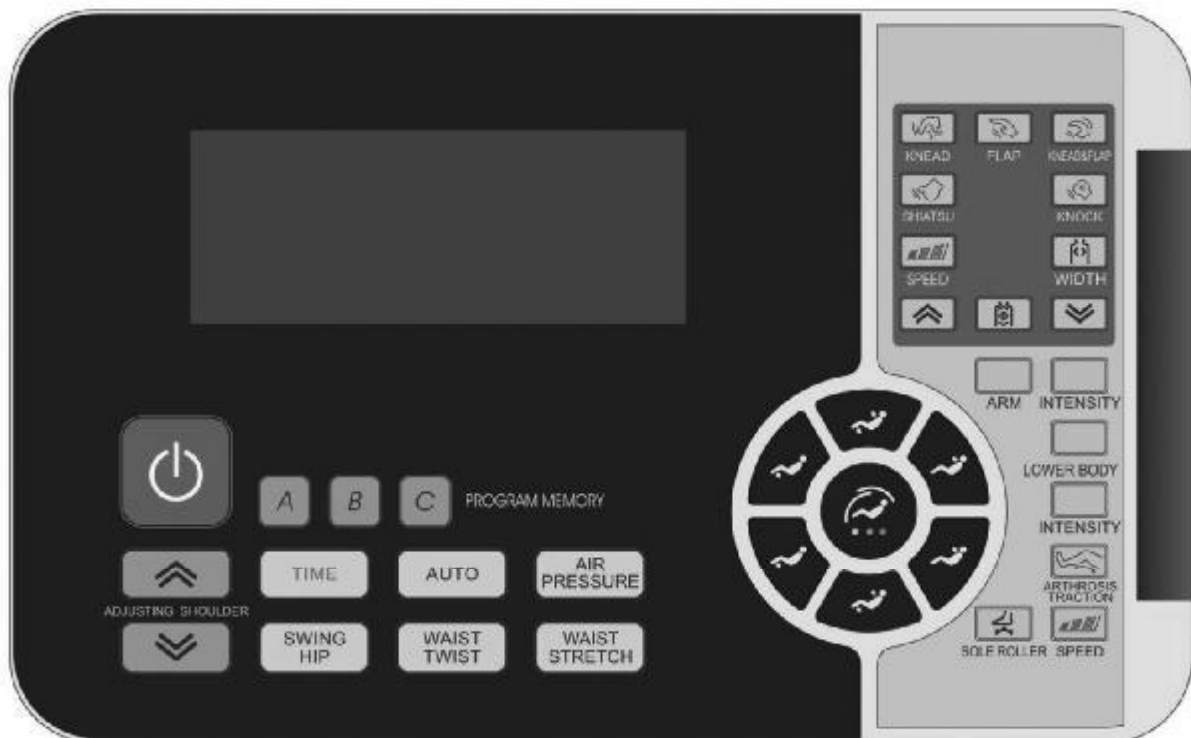 KNEAD FLAP KNEAD&FLAP
SHIATSU KNOCK
SPEED WIDTH
ARM INTENSITY
LOWER BODY
INTENSITY
ARTHROSIS
TRACTION
SOLE ROLLER SPEED
A B C PROGRAM MEMORY
TIME AUTO AIR
PRESSURE
ADJUSTING SHOULDER
SWING
HIP
WAIST
TWIST
WAIST
STRETCH